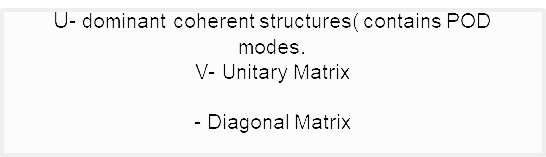 U- dominant coherent structures( contains POD
modes.
V- Unitary Matrix
- Diagonal Matrix